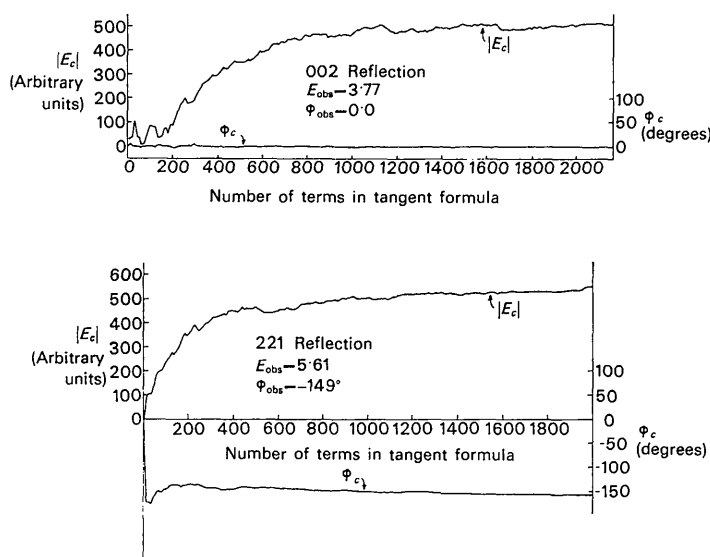 500
400
300
200
100
0
|E_c|
(Arbitrary
units)
|E_c|
002 Reflection
E_obs—3·77
Φ_obs—0·0
φ_c
100
50
0
φ_c
(degrees)
0 200 400 600 800 1000 1200 1400 1600 1800 2000
Number of terms in tangent formula
600
500
400
300
200
100
0
|E_c|
(Arbitrary
units)
|E_c|
221 Reflection
E_obs—5·61
Φ_obs—-149°
100
50
0
-50
-100
-150
φ_c
(degrees)
200 400 600 800 1000 1200 1400 1600 1800
Number of terms in tangent formula
φ_c